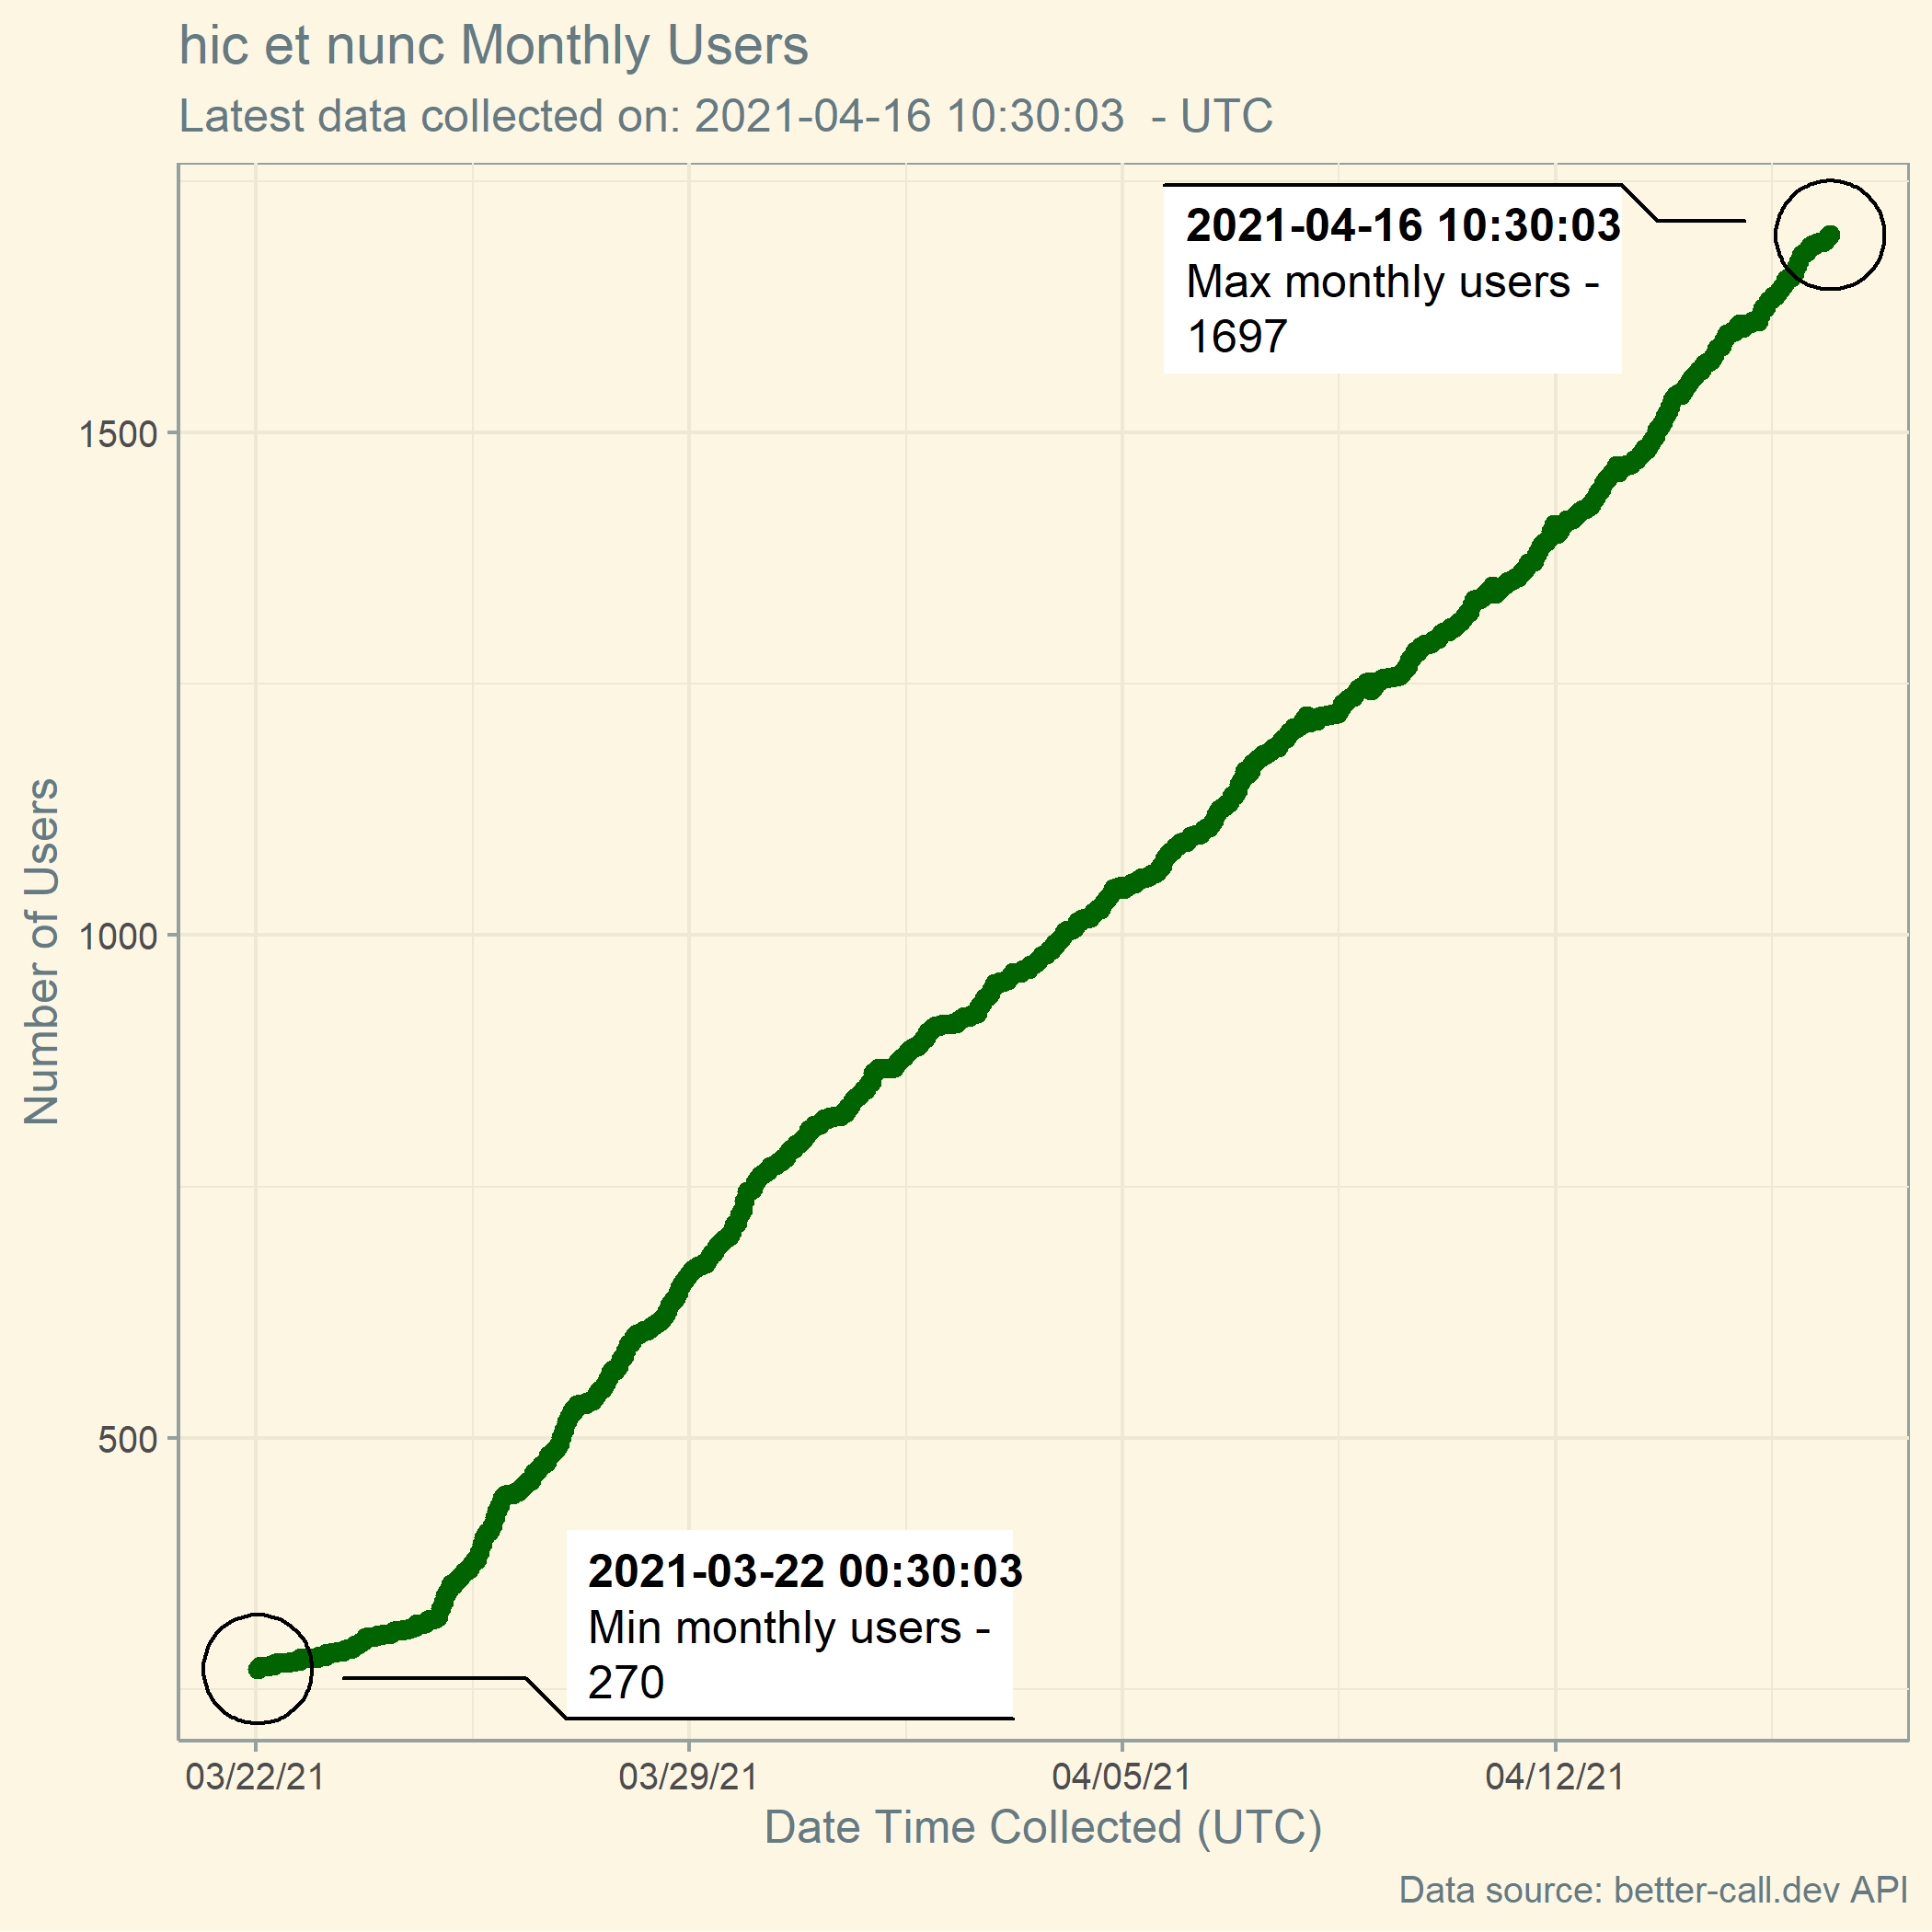 hic et nunc Monthly Users
Latest data collected on: 2021-04-16 10:30:03  - UTC
2021-04-16 10:30:03
Max monthly users -
1697
1500
1000
500
Number of Users
2021-03-22 00:30:03
Min monthly users -
270
03/22/21
03/29/21
04/05/21
04/12/21
Date Time Collected (UTC)
Data source: better-call.dev API